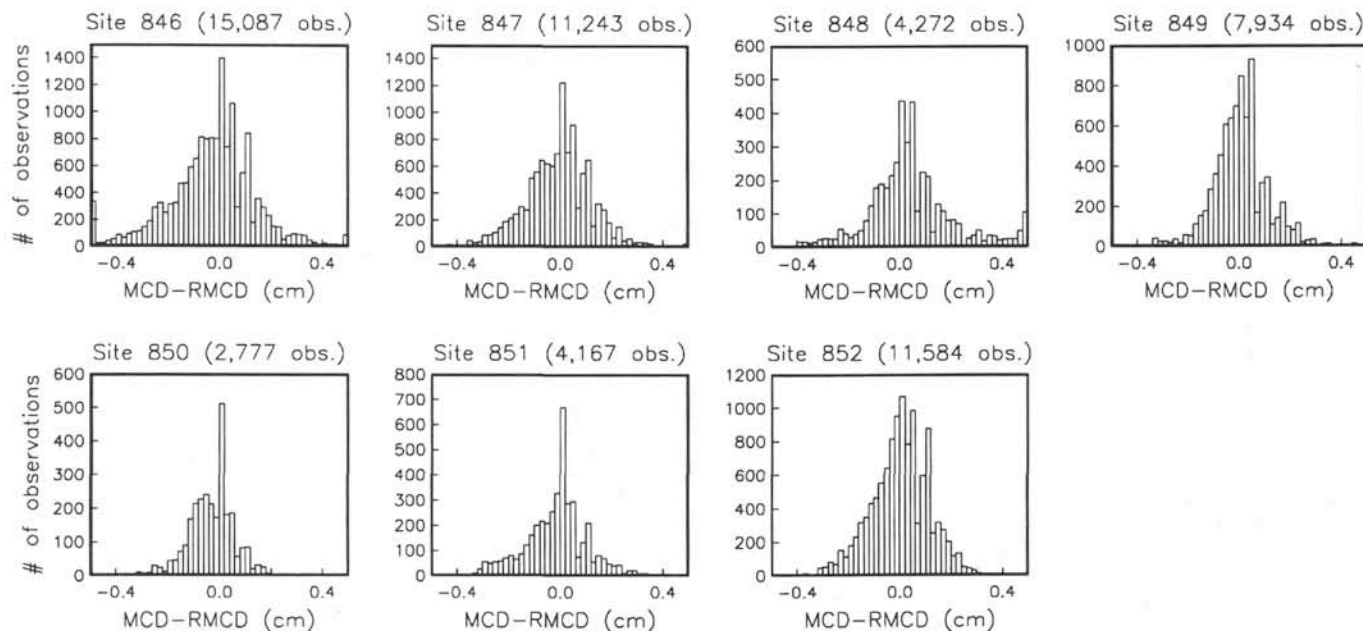 Site 846 (15,087 obs.)
Site 847 (11,243 obs.)
Site 848 (4,272 obs.)
Site 849 (7,934 obs.)
# of observations
1400
1200
1000
800
600
400
200
0
−0.4 0.0 0.4
MCD−RMCD (cm)
1400
1200
1000
800
600
400
200
0
−0.4 0.0 0.4
MCD−RMCD (cm)
600
500
400
300
200
100
0
−0.4 0.0 0.4
MCD−RMCD (cm)
1000
800
600
400
200
0
−0.4 0.0 0.4
MCD−RMCD (cm)
Site 850 (2,777 obs.)
Site 851 (4,167 obs.)
Site 852 (11,584 obs.)
# of observations
600
500
400
300
200
100
0
−0.4 0.0 0.4
MCD−RMCD (cm)
800
700
600
500
400
300
200
100
0
−0.4 0.0 0.4
MCD−RMCD (cm)
1200
1000
800
600
400
200
0
−0.4 0.0 0.4
MCD−RMCD (cm)